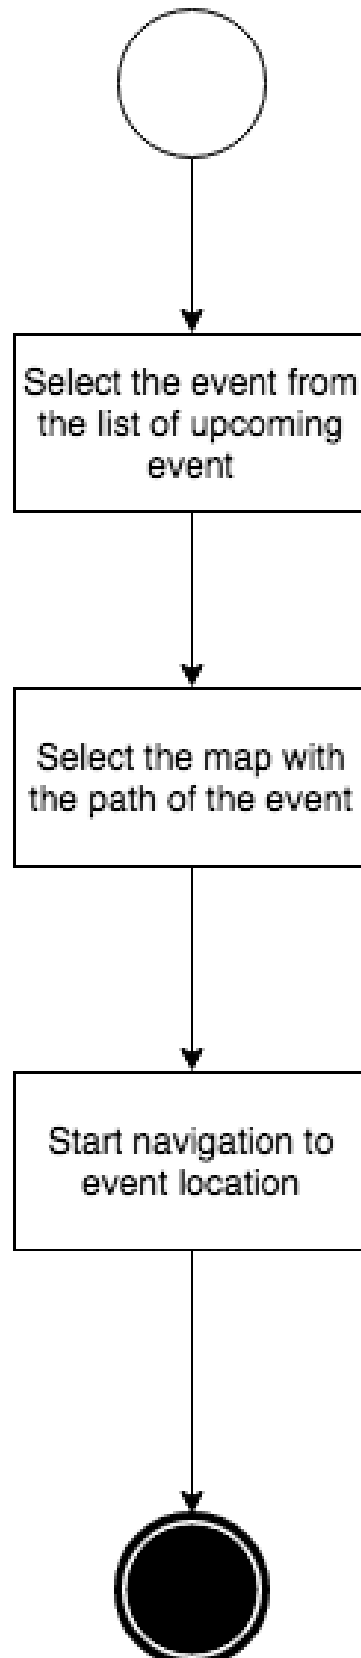 Select the event from
the list of upcoming
event
Select the map with
the path of the event
Start navigation to
event location